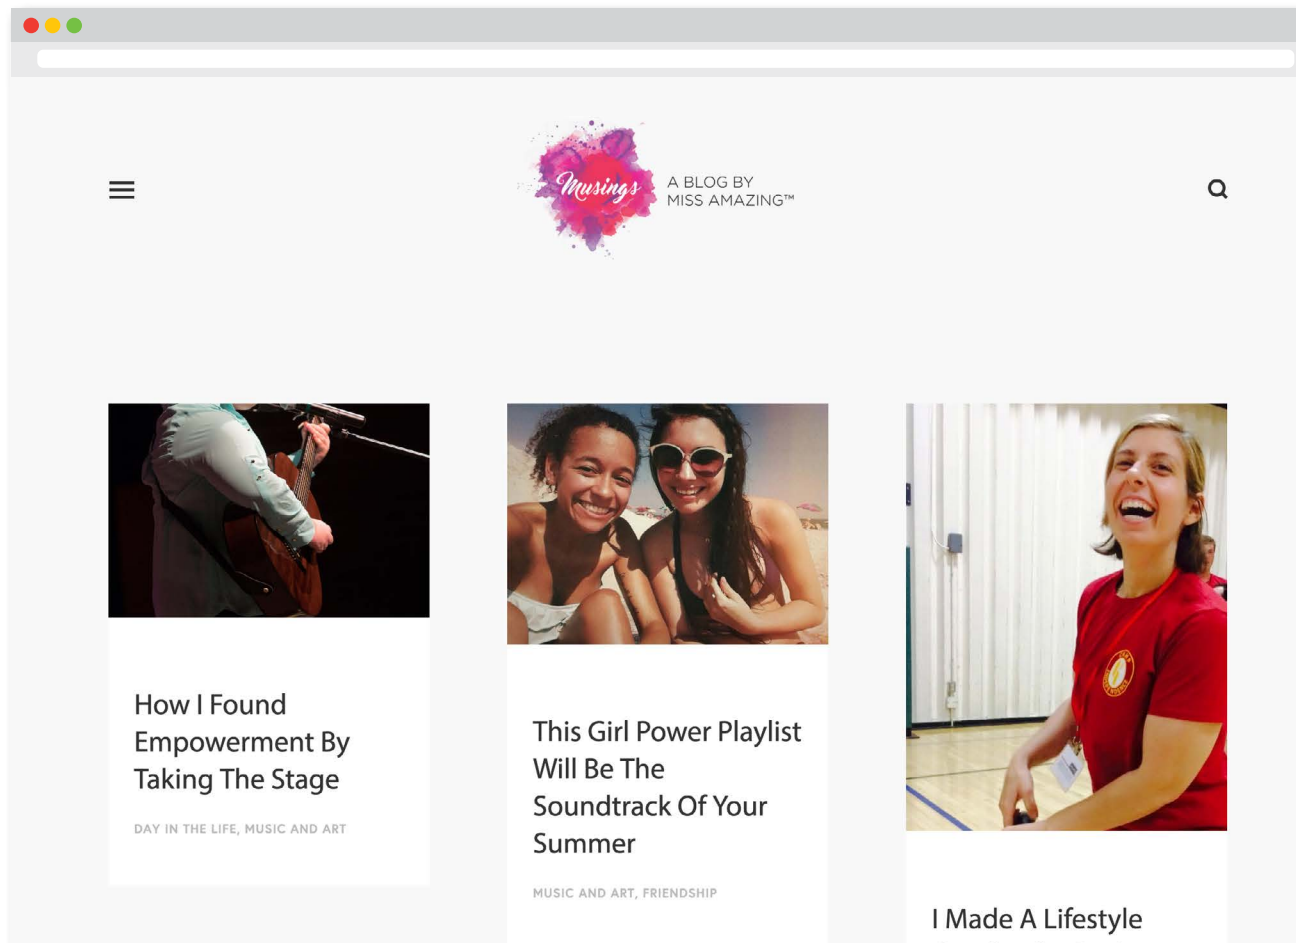 Musings
A BLOG BY
MISS AMAZING™
How I Found
Empowerment By
Taking The Stage
DAY IN THE LIFE, MUSIC AND ART
This Girl Power Playlist
Will Be The
Soundtrack Of Your
Summer
MUSIC AND ART, FRIENDSHIP
I Made A Lifestyle